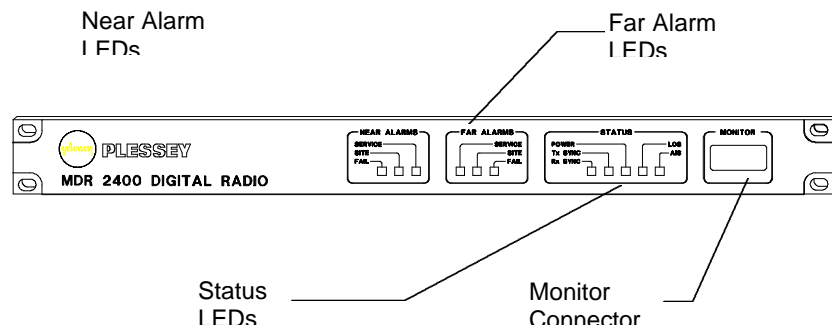 Near Alarm
LEDs
Far Alarm
LEDs
NEAR ALARMS
SERVICE
SITE
FAIL
FAR ALARMS
SERVICE
SITE
FAIL
STATUS
POWER
Tx SYNC
Rx SYNC
LOS
AIS
MONITOR
PLESSEY
MDR 2400 DIGITAL RADIO
Status
LEDs
Monitor
Connector